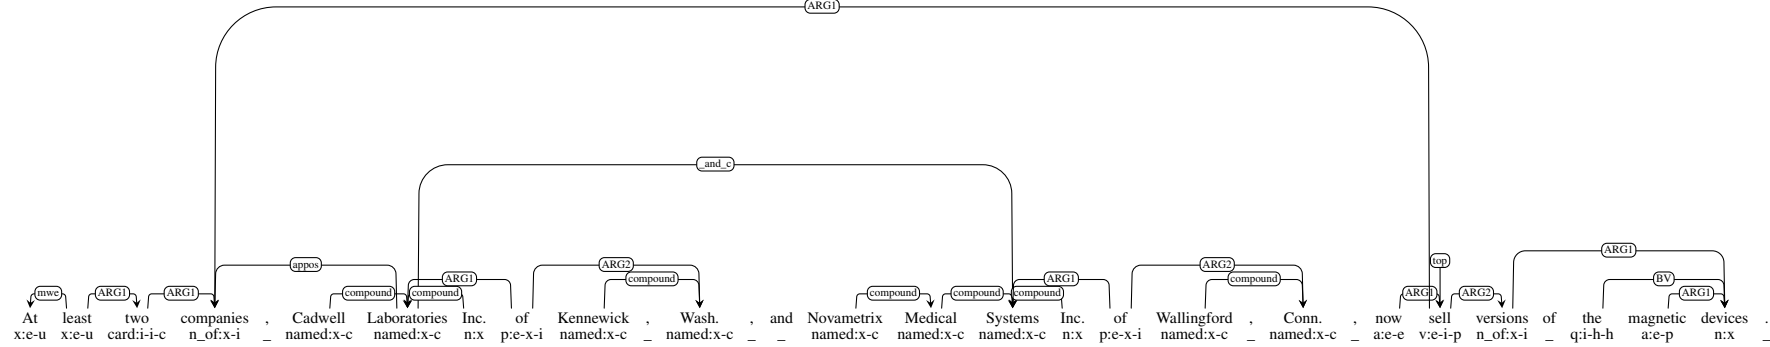 ARG1
_and_c
top ARG1
appos ARG1 ARG2 compound ARG1 ARG2 compound BV
mwe ARG1 ARG1 compound compound compound compound compound ARG1 ARG2 ARG1
At least two companies , Cadwell Laboratories Inc. of Kennewick , Wash. , and Novametrix Medical Systems Inc. of Wallingford , Conn. , now sell versions of the magnetic devices .
x:e-u x:e-u card:i-i-c n_of:x-i _ named:x-c named:x-c n:x p:e-x-i named:x-c _ named:x-c _ _ named:x-c named:x-c named:x-c n:x p:e-x-i named:x-c _ named:x-c _ a:e-e v:e-i-p n_of:x-i _ q:i-h-h a:e-p n:x _